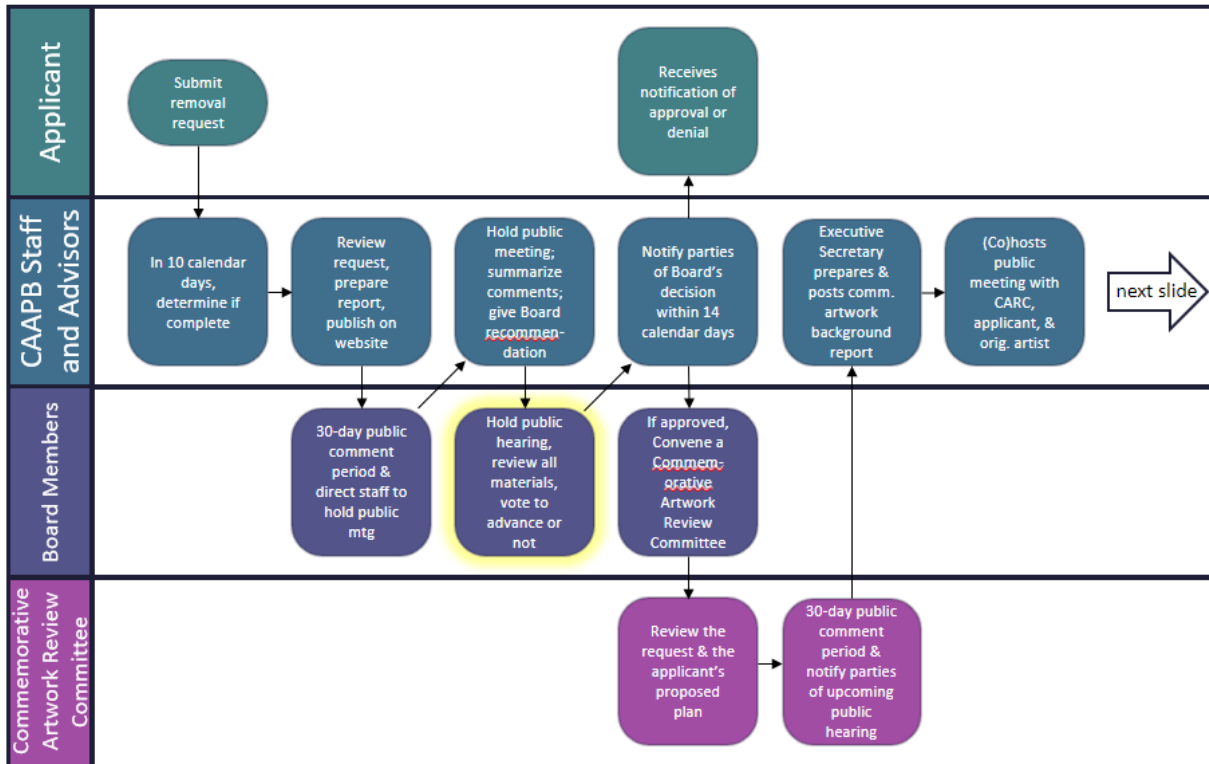 Applicant
Submit
removal
request
Receives
notification of
approval or
denial
CAAPB Staff
and Advisors
In 10 calendar
days,
determine if
complete
Review
request,
prepare
report,
publish on
website
Hold public
meeting;
summarize
comments;
give Board
recommen-
dation
Notify parties
of Board's
decision
within 14
calendar days
Executive
Secretary
prepares &
posts comm.
artwork
background
report
(Co)hosts
public
meeting with
CARC,
applicant, &
orig. artist
next slide
Board Members
30-day public
comment
period &
direct staff to
hold public
mtg
Hold public
hearing,
review all
materials,
vote to
advance or
not
If approved,
Convene a
Commem-
orative
Artwork
Review
Committee
Commemorative
Artwork Review
Committee
Review the
request & the
applicant's
proposed
plan
30-day public
comment
period &
notify parties
of upcoming
public
hearing